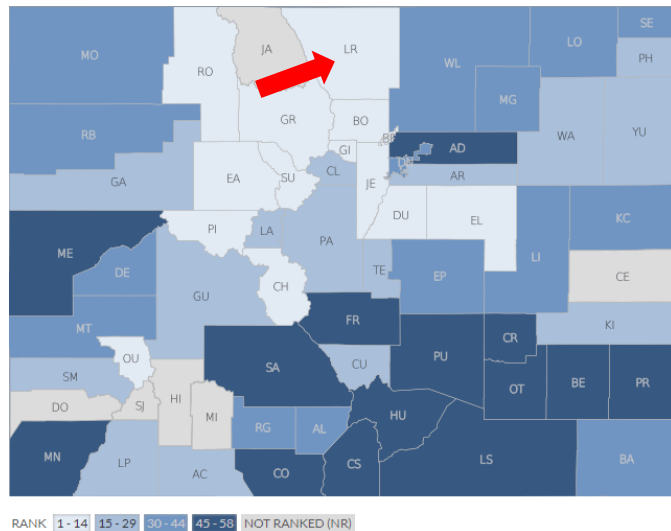 SE
MO JA LR WL LO
RO PH
MG
RB GR BO
WA YU
GI AD
CL
GA EA SU JE AR
DU EL
PI LA KC
ME PA
DE TE EP LI CE
GU CH
MT FR KI
OU CR
SM SA CU PU
DO SJ HI OT BE PR
MI HU
RG AL
MN LP CS LS BA
AC CO
RANK 1 - 14 15 - 29 30 - 44 45 - 58 NOT RANKED (NR)